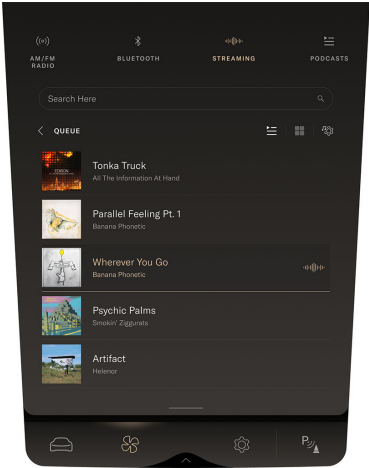 AM/FM
RADIO
BLUETOOTH
STREAMING
PODCASTS
Search Here
QUEUE
Tonka Truck
All The Information At Hand
Parallel Feeling Pt. 1
Banana Phonetic
Wherever You Go
Banana Phonetic
Psychic Palms
Smokin' Ziggurats
Artifact
Helenor
P